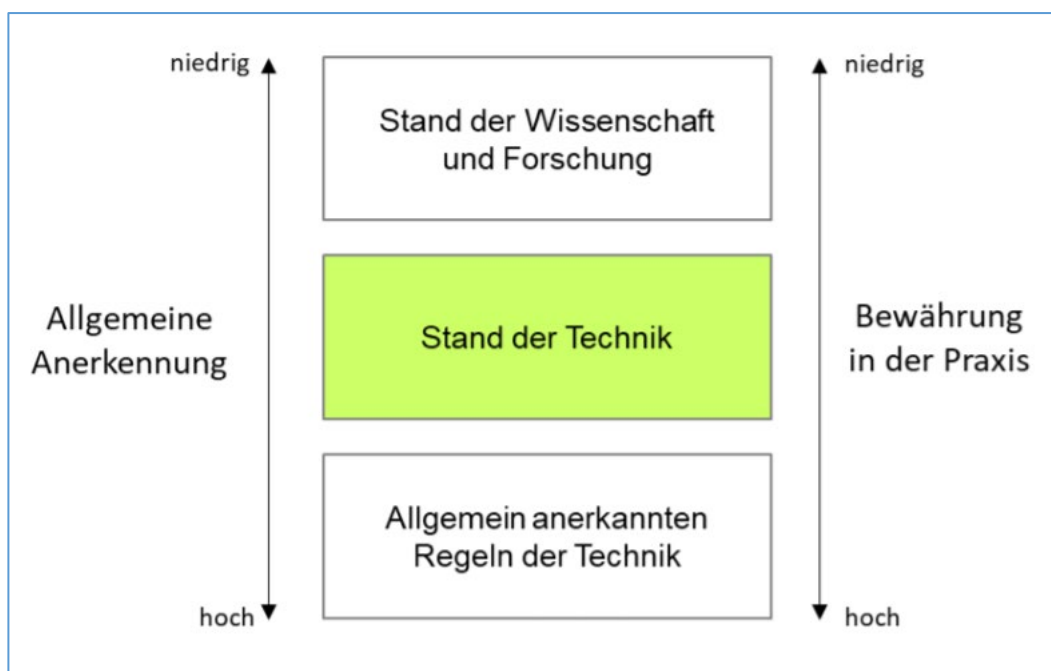 niedrig
niedrig
Stand der Wissenschaft
und Forschung
Allgemeine
Anerkennung
Stand der Technik
Bewährung
in der Praxis
Allgemein anerkannten
Regeln der Technik
hoch
hoch